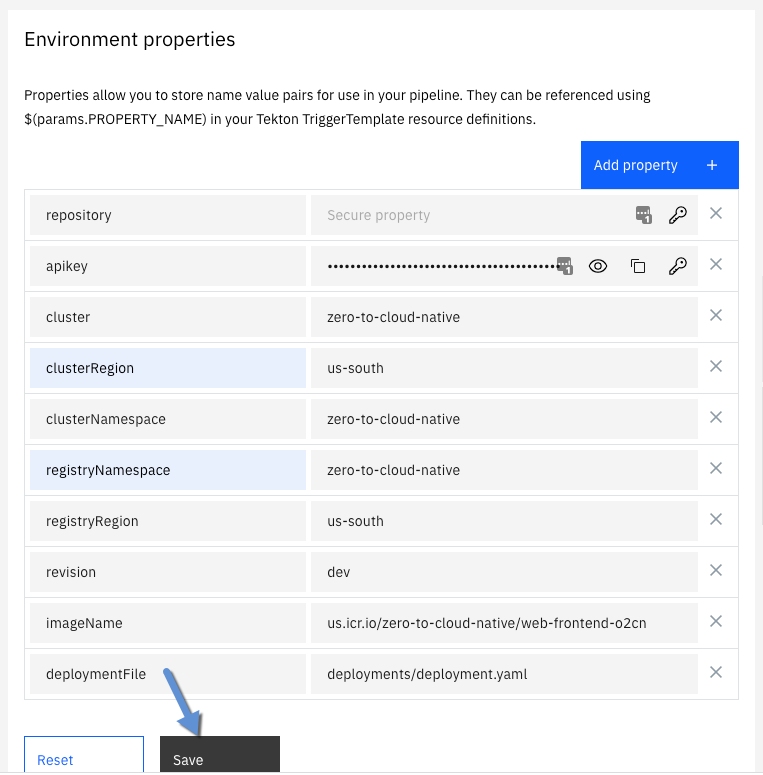 Environment properties
Properties allow you to store name value pairs for use in your pipeline. They can be referenced using
$(params.PROPERTY_NAME) in your Tekton TriggerTemplate resource definitions.
Add property +
repository Secure property 1
apikey •••••••••••••••••••••••••••••••••••••••• 1
cluster zero-to-cloud-native
clusterRegion us-south
clusterNamespace zero-to-cloud-native
registryNamespace zero-to-cloud-native
registryRegion us-south
revision dev
imageName us.icr.io/zero-to-cloud-native/web-frontend-o2cn
deploymentFile deployments/deployment.yaml
Reset Save